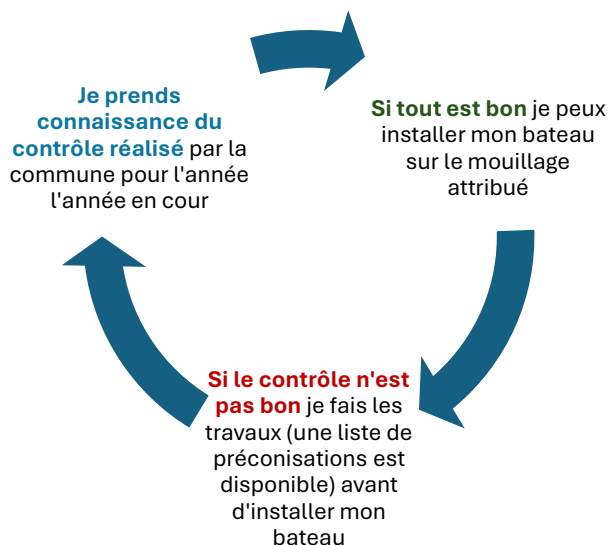 Je prends
connaissance du
contrôle réalisé par la
commune pour l'année
l'année en cour
Si tout est bon je peux
installer mon bateau
sur le mouillage
attribué
Si le contrôle n'est
pas bon je fais les
travaux (une liste de
préconisations est
disponible) avant
d'installer mon
bateau